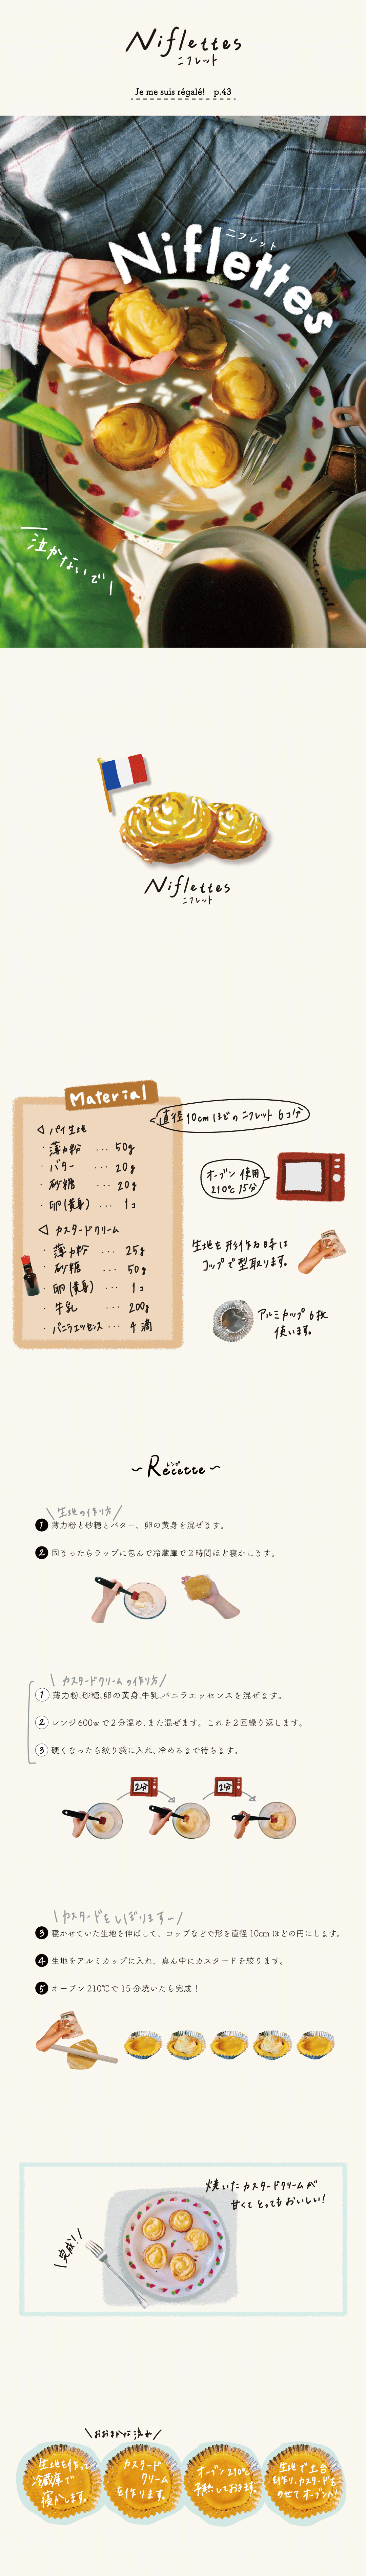 Niflettes
ニフレット
Je me suis régalé! p.43
ニフレット
Niflettes
泣かないで
wonderful
Niflettes
ニフレット
Material
直径10cmほどのニフレット6コ分
◁ パイ生地
・薄力粉 … 50g
・バター … 20g
・砂糖 … 20g
・卵(黄身) … 1コ
◁ カスタードクリーム
・薄力粉 … 25g
・砂糖 … 50g
・卵(黄身) … 1コ
・牛乳 … 200g
・バニラエッセンス … 4滴
オーブン使用
210℃ 15分
生地を形作る時は
コップで型取ります。
アルミカップ6枚
使います。
~Recette~
レシピ
\生地の作り方/
1 薄力粉と砂糖とバター、卵の黄身を混ぜます。
2 固まったらラップに包んで冷蔵庫で2時間ほど寝かします。
\カスタードクリームの作り方/
1 薄力粉、砂糖、卵の黄身、牛乳、バニラエッセンスを混ぜます。
2 レンジ600wで2分温め、また混ぜます。これを2回繰り返します。
3 硬くなったら絞り袋に入れ、冷めるまで待ちます。
2分
2分
\カスタードをしぼります〜/
3 寝かせていた生地を伸ばして、コップなどで形を直径10cmほどの円にします。
4 生地をアルミカップに入れ、真ん中にカスタードを絞ります。
5 オーブン210℃で15分焼いたら完成！
焼いたカスタードクリームが
甘くてとってもおいしい!
\完成!/
\おおまかな流れ/
生地を作って
冷蔵庫で
寝かします。
カスタード
クリーム
を作ります。
オーブン210℃
予熱しておきます。
生地で土台
を作り、カスタードを
のせてオーブンへ!